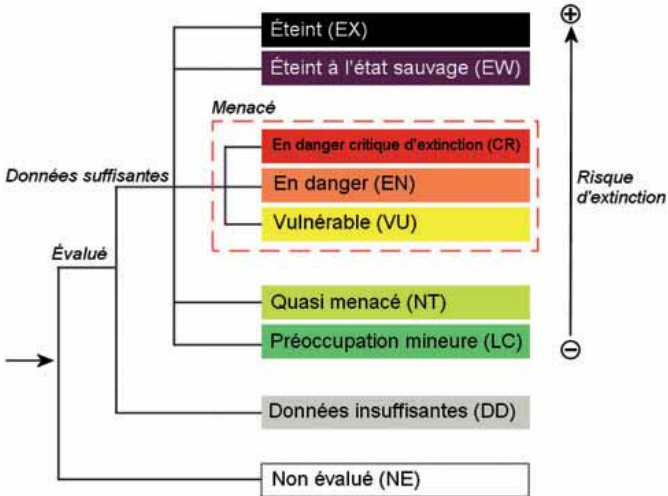 Éteint (EX)
Éteint à l'état sauvage (EW)
Menacé
En danger critique d'extinction (CR)
Données suffisantes
En danger (EN)
Risque
d'extinction
Vulnérable (VU)
Évalué
Quasi menacé (NT)
Préoccupation mineure (LC)
Données insuffisantes (DD)
Non évalué (NE)